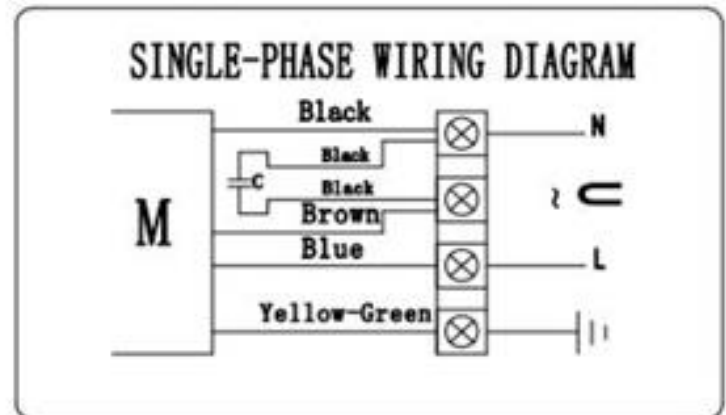 SINGLE-PHASE WIRING DIAGRAM
Black
N
Black
C
Black
~ U
M
Brown
Blue
L
Yellow-Green